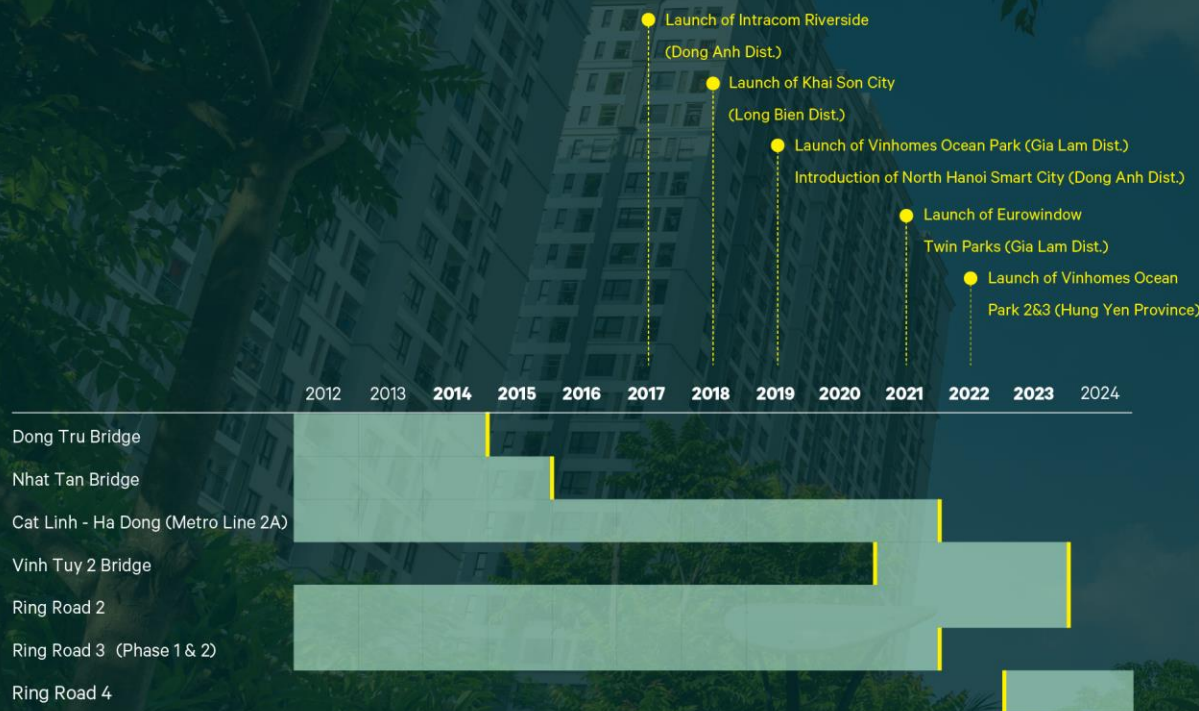 Launch of Intracom Riverside
(Dong Anh Dist.)
Launch of Khai Son City
(Long Bien Dist.)
Launch of Vinhomes Ocean Park (Gia Lam Dist.)
Introduction of North Hanoi Smart City (Dong Anh Dist.)
Launch of Eurowindow
Twin Parks (Gia Lam Dist.)
Launch of Vinhomes Ocean
Park 2&3 (Hung Yen Province)
2012 2013 2014 2015 2016 2017 2018 2019 2020 2021 2022 2023 2024
Dong Tru Bridge
Nhat Tan Bridge
Cat Linh - Ha Dong (Metro Line 2A)
Vinh Tuy 2 Bridge
Ring Road 2
Ring Road 3 (Phase 1 & 2)
Ring Road 4